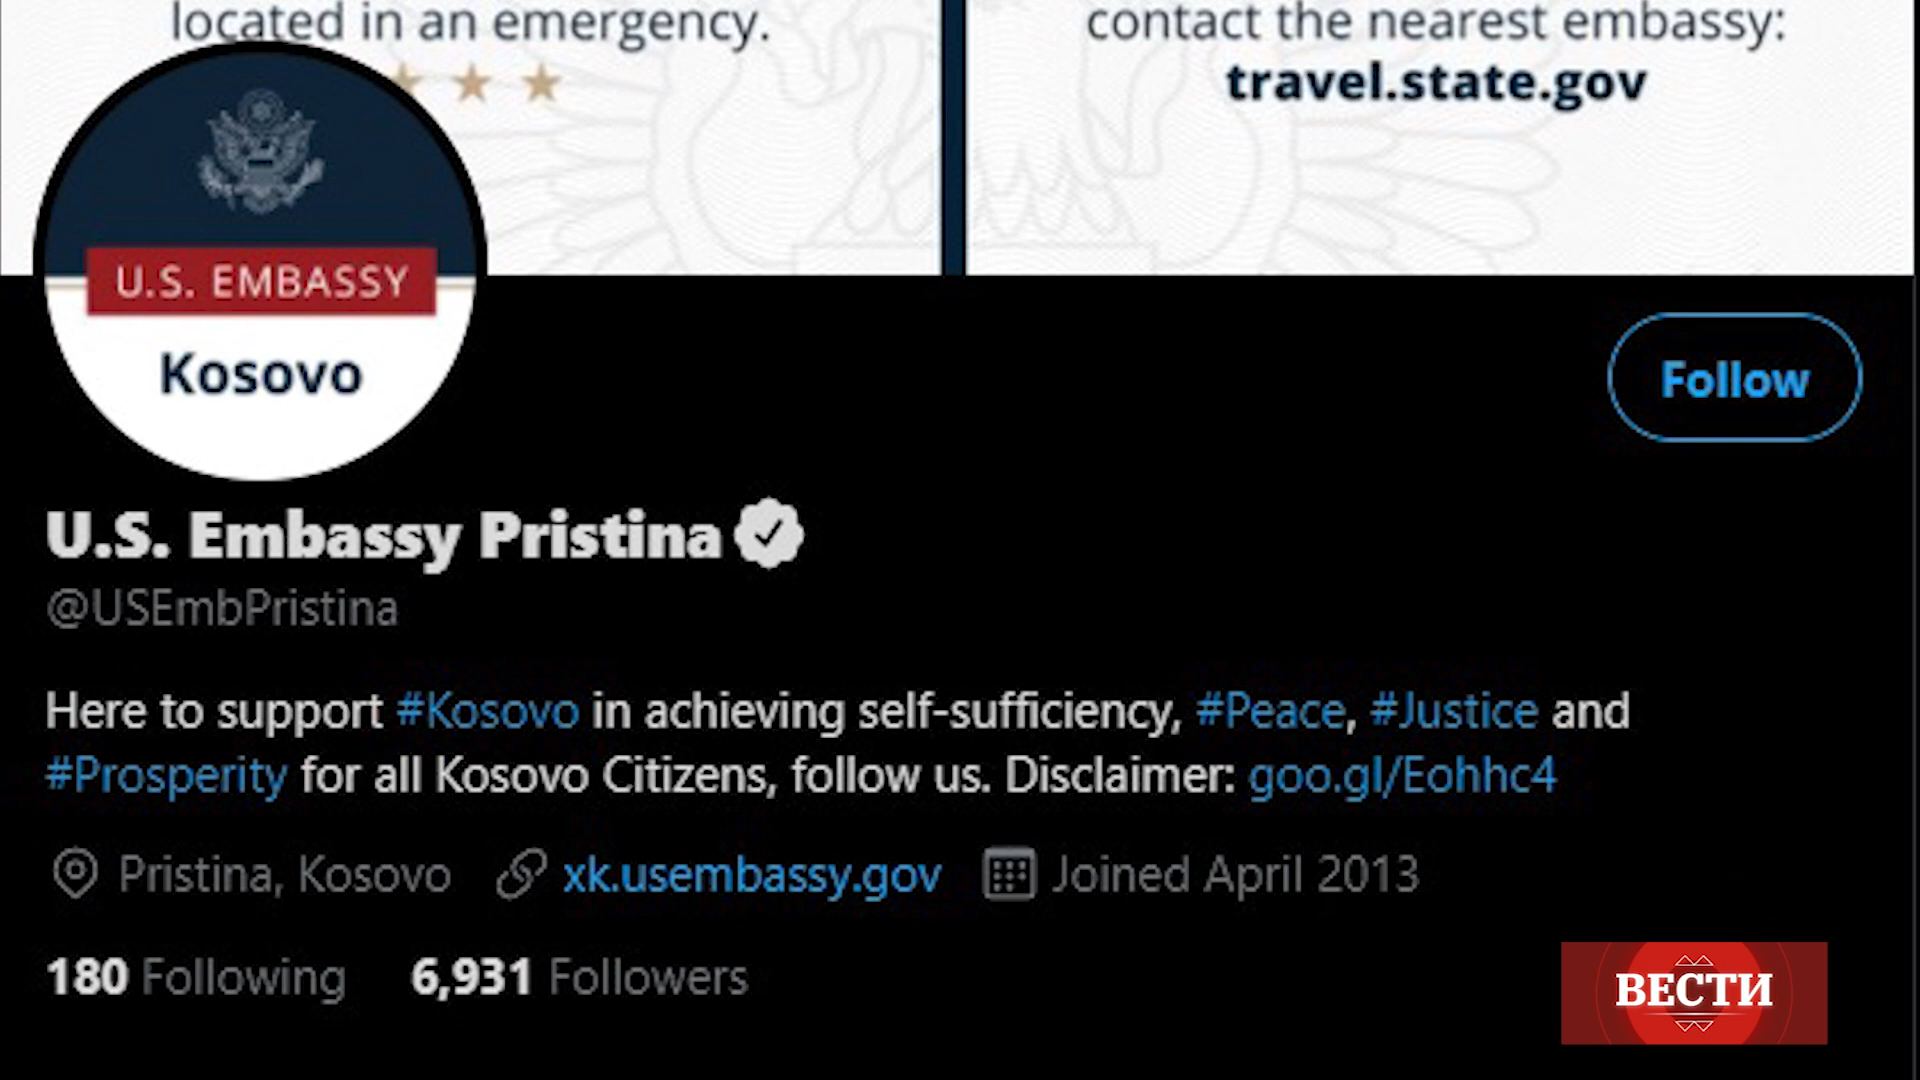 located in an emergency.
contact the nearest embassy:
travel.state.gov
U.S. EMBASSY
Kosovo
Follow
U.S. Embassy Pristina
@USEmbPristina
Here to support #Kosovo in achieving self-sufficiency, #Peace, #Justice and
#Prosperity for all Kosovo Citizens, follow us. Disclaimer: goo.gl/Eohhc4
Pristina, Kosovo xk.usembassy.gov Joined April 2013
180 Following 6,931 Followers
ВЕСТИ